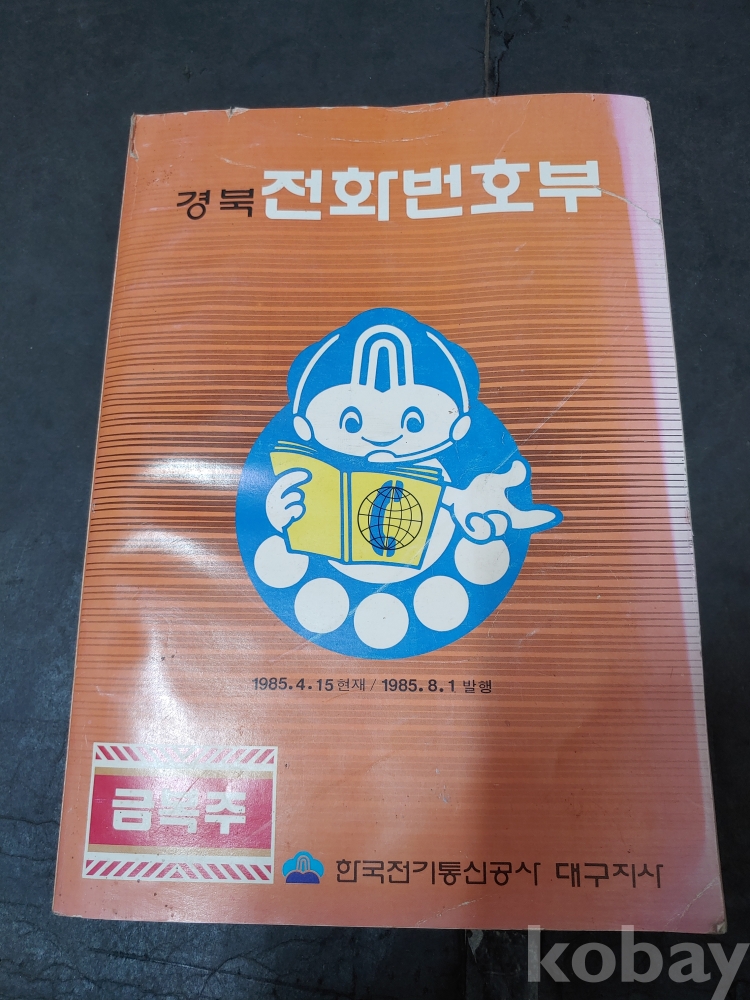 경북 전화번호부
1985.4.15 현재 / 1985.8.1 발행
금복주
한국전기통신공사 대구지사
kobay